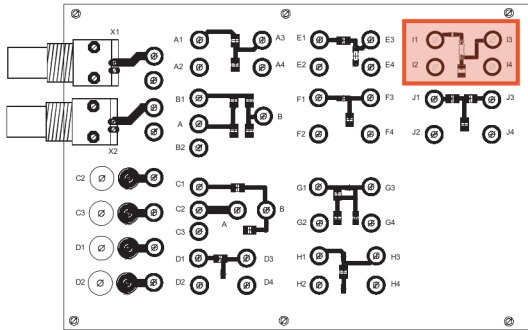 X1
X2
C2
C3
D1
D2
A1 A3
A2 A4
B1
A B
B2
C1
C2 B
A
C3
D1 D3
D2 D4
E1 E3
E2 E4
F1 F3
F2 F4
G1 G3
G2 G4
H1 H3
H2 H4
I1 I3
I2 I4
J1 J3
J2 J4